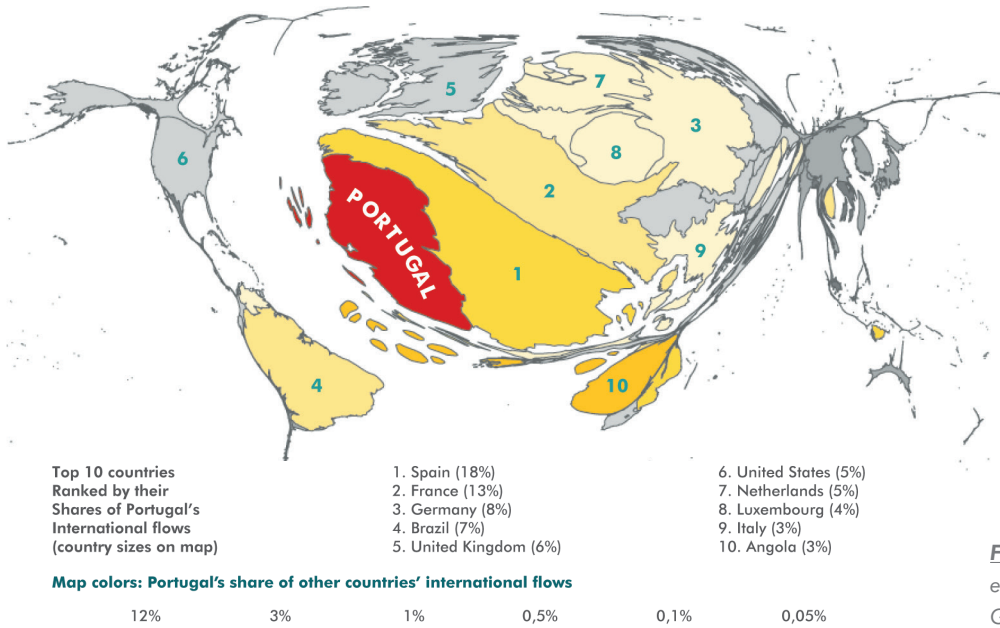 5
7
3
6
8
2
PORTUGAL
9
1
4
10
Top 10 countries
Ranked by their
Shares of Portugal's
International flows
(country sizes on map)
1. Spain (18%)
2. France (13%)
3. Germany (8%)
4. Brazil (7%)
5. United Kingdom (6%)
6. United States (5%)
7. Netherlands (5%)
8. Luxembourg (4%)
9. Italy (3%)
10. Angola (3%)
Map colors: Portugal's share of other countries' international flows
12% 3% 1% 0,5% 0,1% 0,05%
F
e
G